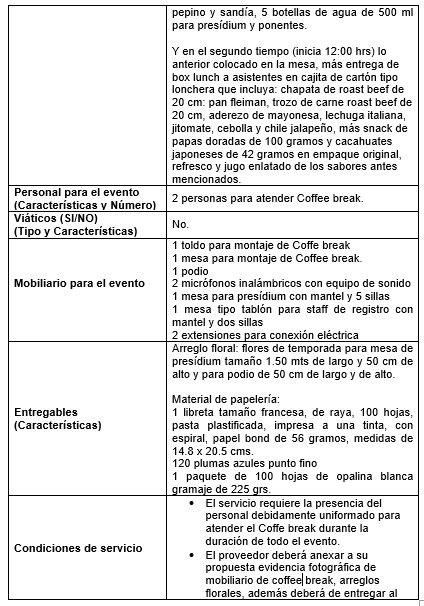 pepino y sandía, 5 botellas de agua de 500 ml
para presídium y ponentes.
Y en el segundo tiempo (inicia 12:00 hrs) lo
anterior colocado en la mesa, más entrega de
box lunch a asistentes en cajita de cartón tipo
lonchera que incluya: chapata de roast beef de
20 cm: pan fleiman, trozo de carne roast beef de
20 cm, aderezo de mayonesa, lechuga italiana,
jitomate, cebolla y chile jalapeño, más snack de
papas doradas de 100 gramos y cacahuates
japoneses de 42 gramos en empaque original,
refresco y jugo enlatado de los sabores antes
mencionados.
Personal para el evento
(Características y Número)
2 personas para atender Coffee break.
Viáticos (SI/NO)
(Tipo y Características)
No.
Mobiliario para el evento
1 toldo para montaje de Coffe break
1 mesa para montaje de Coffee break.
1 podio
2 micrófonos inalámbricos con equipo de sonido
1 mesa para presídium con mantel y 5 sillas
1 mesa tipo tablón para staff de registro con
mantel y dos sillas
2 extensiones para conexión eléctrica
Entregables
(Características)
Arreglo floral: flores de temporada para mesa de
presídium tamaño 1.50 mts de largo y 50 cm de
alto y para podio de 50 cm de largo y de alto.
Material de papelería:
1 libreta tamaño francesa, de raya, 100 hojas,
pasta plastificada, impresa a una tinta, con
espiral, papel bond de 56 gramos, medidas de
14.8 x 20.5 cms.
120 plumas azules punto fino
1 paquete de 100 hojas de opalina blanca
gramaje de 225 grs.
Condiciones de servicio
• El servicio requiere la presencia del
personal debidamente uniformado para
atender el Coffe break durante la
duración de todo el evento.
• El proveedor deberá anexar a su
propuesta evidencia fotográfica de
mobiliario de coffee break, arreglos
florales, además deberá de entregar al